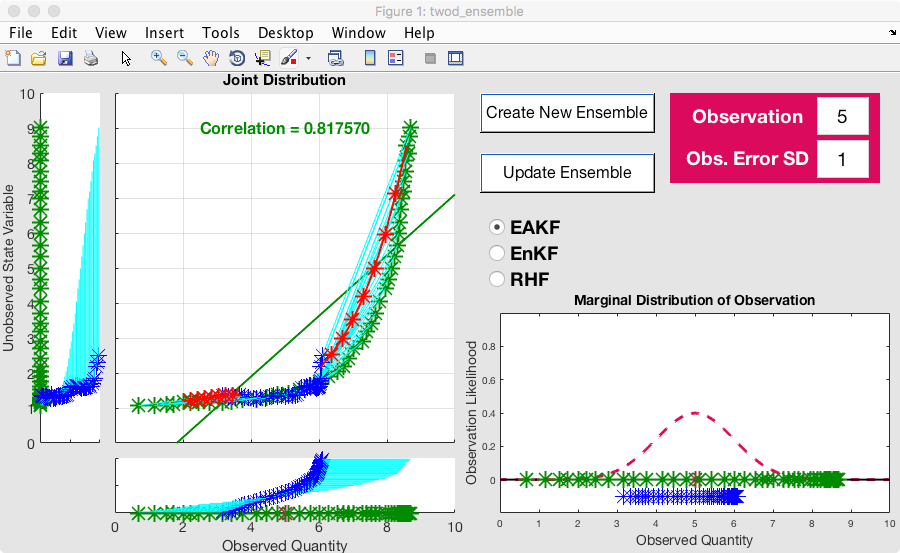 Figure 1: twod_ensemble
File Edit View Insert Tools Desktop Window Help
Joint Distribution
Correlation = 0.817570
Unobserved State Variable
10
9
8
7
6
5
4
3
2
1
0
0 2 4 6 8 10
Observed Quantity
Create New Ensemble
Update Ensemble
Observation 5
Obs. Error SD 1
EAKF
EnKF
RHF
Marginal Distribution of Observation
Observation Likelihood
0.8
0.6
0.4
0.2
0
0 1 2 3 4 5 6 7 8 9 10
Observed Quantity